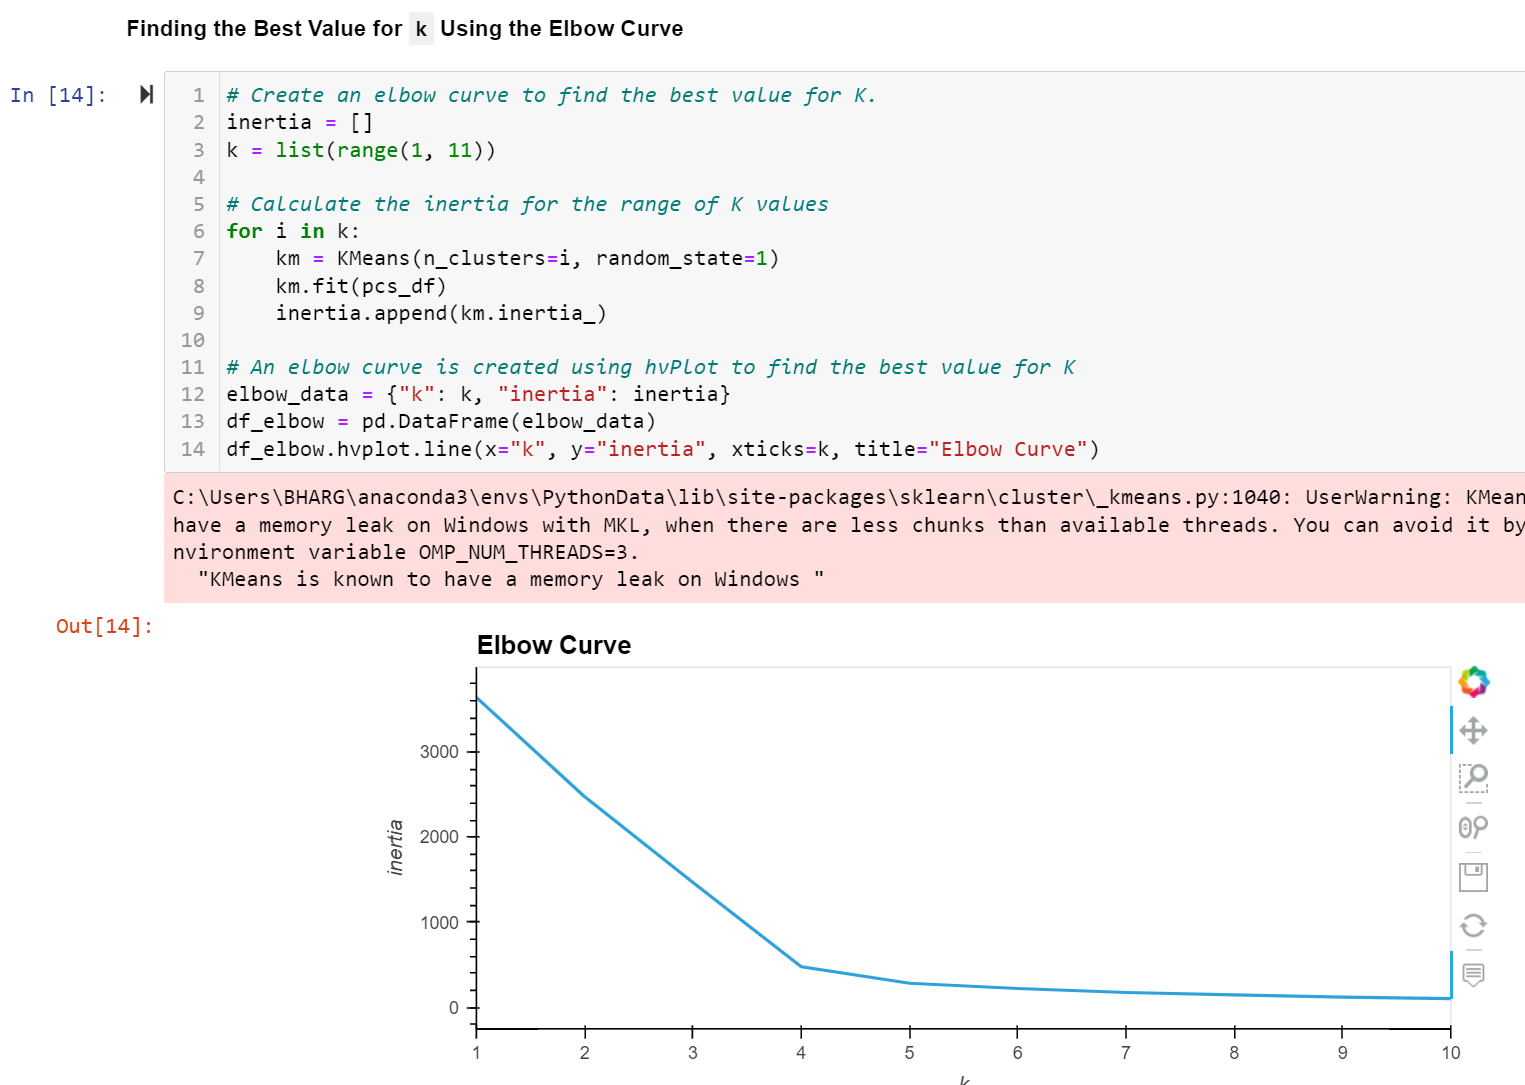 Finding the Best Value for k Using the Elbow Curve
In [14]:
1 # Create an elbow curve to find the best value for K.
2 inertia = []
3 k = list(range(1, 11))
4
5 # Calculate the inertia for the range of K values
6 for i in k:
7     km = KMeans(n_clusters=i, random_state=1)
8     km.fit(pcs_df)
9     inertia.append(km.inertia_)
10
11 # An elbow curve is created using hvPlot to find the best value for K
12 elbow_data = {"k": k, "inertia": inertia}
13 df_elbow = pd.DataFrame(elbow_data)
14 df_elbow.hvplot.line(x="k", y="inertia", xticks=k, title="Elbow Curve")
C:\Users\BHARG\anaconda3\envs\PythonData\lib\site-packages\sklearn\cluster\_kmeans.py:1040: UserWarning: KMean
have a memory leak on Windows with MKL, when there are less chunks than available threads. You can avoid it by
nvironment variable OMP_NUM_THREADS=3.
  "KMeans is known to have a memory leak on Windows "
Out[14]:
Elbow Curve
3000
2000
1000
0
inertia
1 2 3 4 5 6 7 8 9 10
k